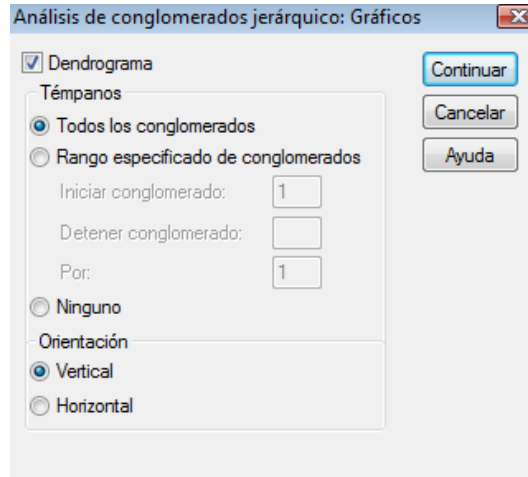 Análisis de conglomerados jerárquico: Gráficos
Dendrograma
Continuar
Témpanos
Cancelar
Todos los conglomerados
Rango especificado de conglomerados
Ayuda
Iniciar conglomerado: 1
Detener conglomerado:
Por: 1
Ninguno
Orientación
Vertical
Horizontal